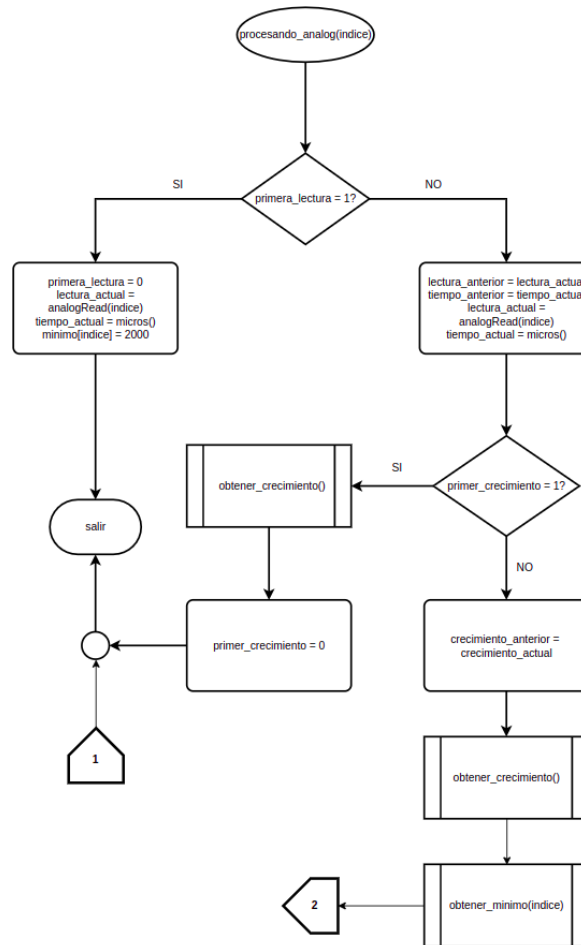 procesando_analog(indice)
primera_lectura = 1?
SI
NO
primera_lectura = 0
lectura_actual =
analogRead(indice)
tiempo_actual = micros()
minimo[indice] = 2000
lectura_anterior = lectura_actual
tiempo_anterior = tiempo_actual
lectura_actual =
analogRead(indice)
tiempo_actual = micros()
primer_crecimiento = 1?
SI
NO
obtener_crecimiento()
salir
primer_crecimiento = 0
crecimiento_anterior =
crecimiento_actual
1
obtener_crecimiento()
obtener_minimo(indice)
2